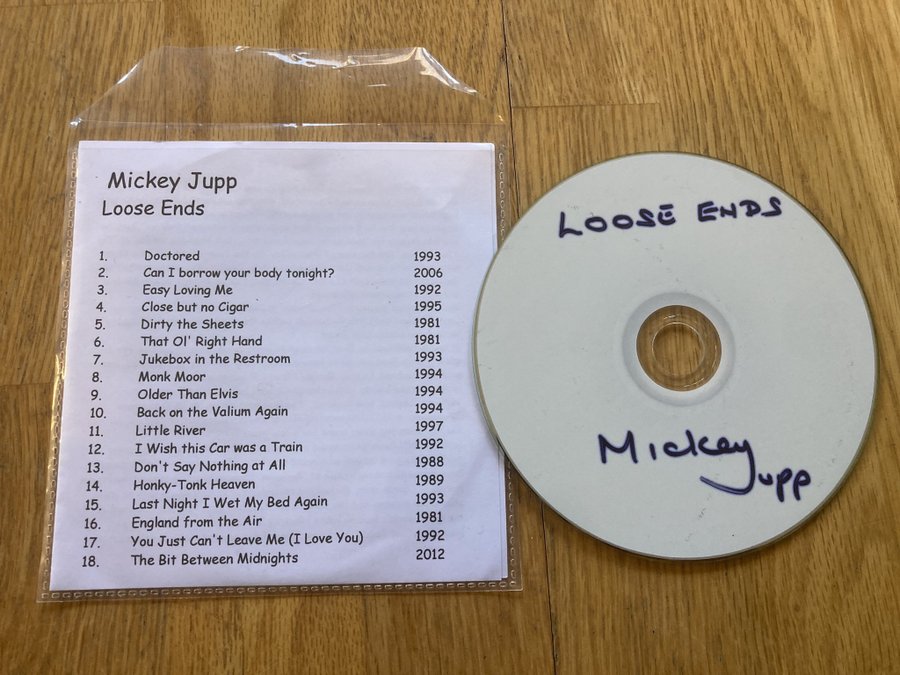 Mickey Jupp
Loose Ends
1. Doctored 1993
2. Can I borrow your body tonight? 2006
3. Easy Loving Me 1992
4. Close but no Cigar 1995
5. Dirty the Sheets 1981
6. That Ol' Right Hand 1981
7. Jukebox in the Restroom 1993
8. Monk Moor 1994
9. Older Than Elvis 1994
10. Back on the Valium Again 1994
11. Little River 1997
12. I Wish this Car was a Train 1992
13. Don't Say Nothing at All 1988
14. Honky-Tonk Heaven 1989
15. Last Night I Wet My Bed Again 1993
16. England from the Air 1981
17. You Just Can't Leave Me (I Love You) 1992
18. The Bit Between Midnights 2012
LOOSE ENDS
Mickey
Jupp